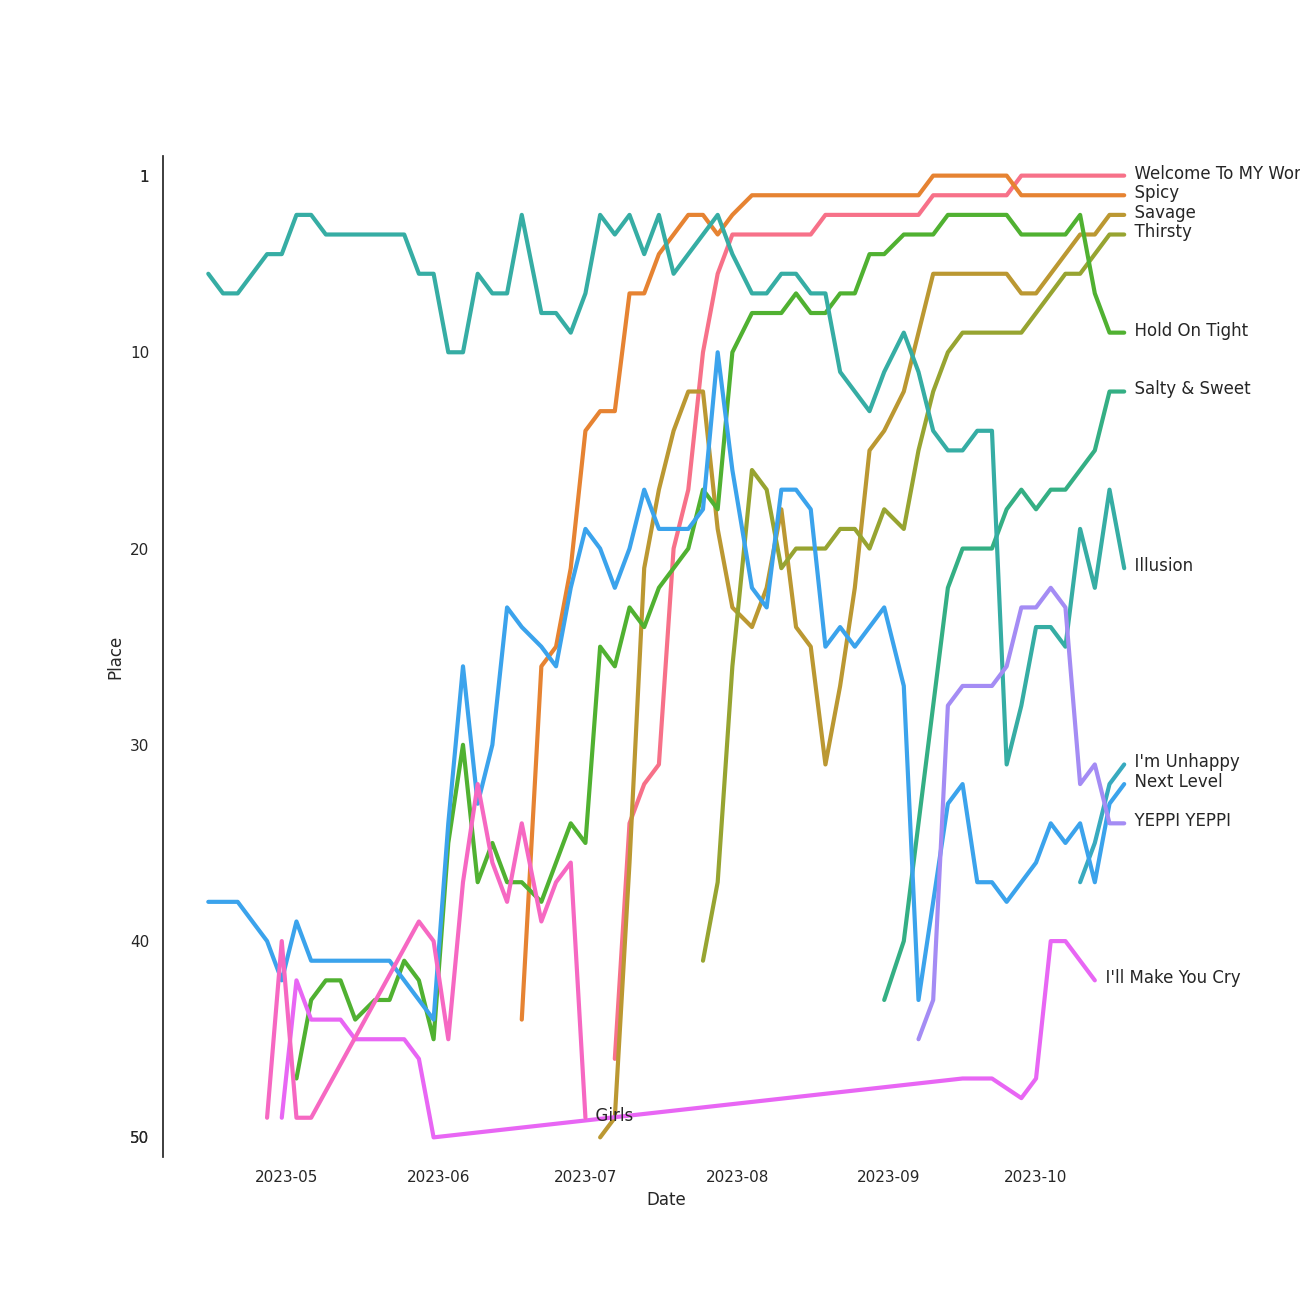 1
Welcome To MY Wor
Spicy
Savage
Thirsty
Hold On Tight
10
Salty & Sweet
20
Illusion
Place
30
I'm Unhappy
Next Level
YEPPI YEPPI
40
I'll Make You Cry
Girls
50
2023-05 2023-06 2023-07 2023-08 2023-09 2023-10
Date